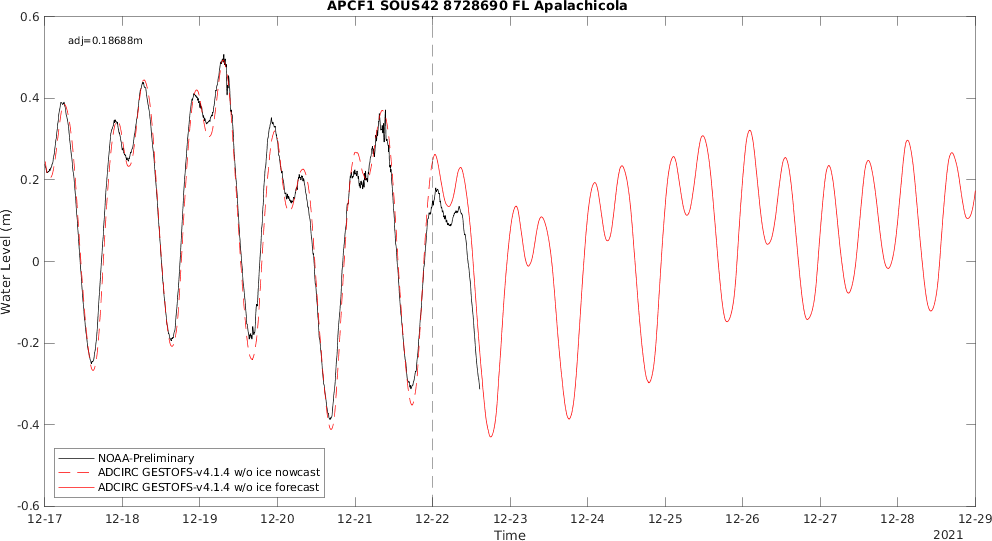 APCF1 SOUS42 8728690 FL Apalachicola
0.6
adj=0.18688m
0.4
0.2
0
-0.2
-0.4
-0.6
Water Level (m)
NOAA-Preliminary
ADCIRC GESTOFS-v4.1.4 w/o ice nowcast
ADCIRC GESTOFS-v4.1.4 w/o ice forecast
12-17 12-18 12-19 12-20 12-21 12-22 12-23 12-24 12-25 12-26 12-27 12-28 12-29
Time
2021